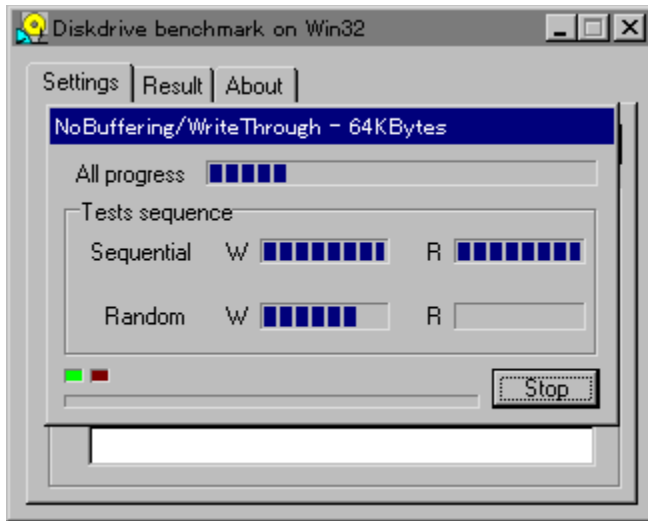 Diskdrive benchmark on Win32
Settings Result About
NoBuffering/WriteThrough - 64KBytes
All progress
Tests sequence
Sequential W R
Random W R
Stop